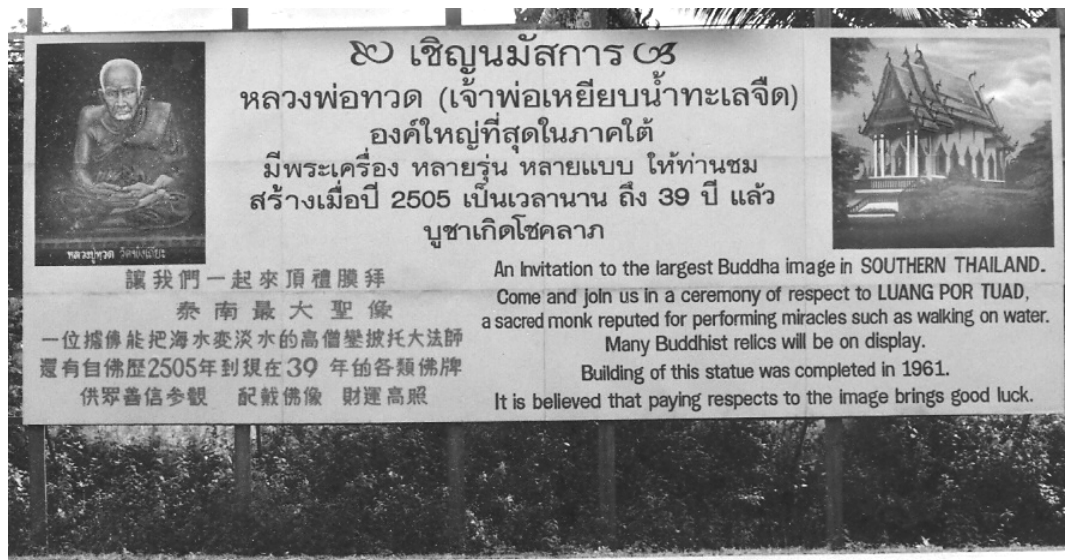 เชิญนมัสการ
หลวงพ่อทวด (เจ้าพ่อเหยียบน้ำทะเลจืด)
องค์ใหญ่ที่สุดในภาคใต้
มีพระเครื่อง หลายรุ่น หลายแบบ ให้ท่านชม
สร้างเมื่อปี 2505 เป็นเวลานาน ถึง 39 ปี แล้ว
บูชาเกิดโชคลาภ
หลวงปู่ทวด
讓我們一起來頂禮膜拜
泰南最大聖像
一位據佛能把海水変淡水的高僧鑾披托大法師
還有自佛歷2505年到現在39 年的各類佛牌
供眾善信参觀 配戴佛像 財運高照
An Invitation to the largest Buddha image in SOUTHERN THAILAND.
Come and join us in a ceremony of respect to LUANG POR TUAD,
a sacred monk reputed for performing miracles such as walking on water.
Many Buddhist relics will be on display.
Building of this statue was completed in 1961.
It is believed that paying respects to the image brings good luck.